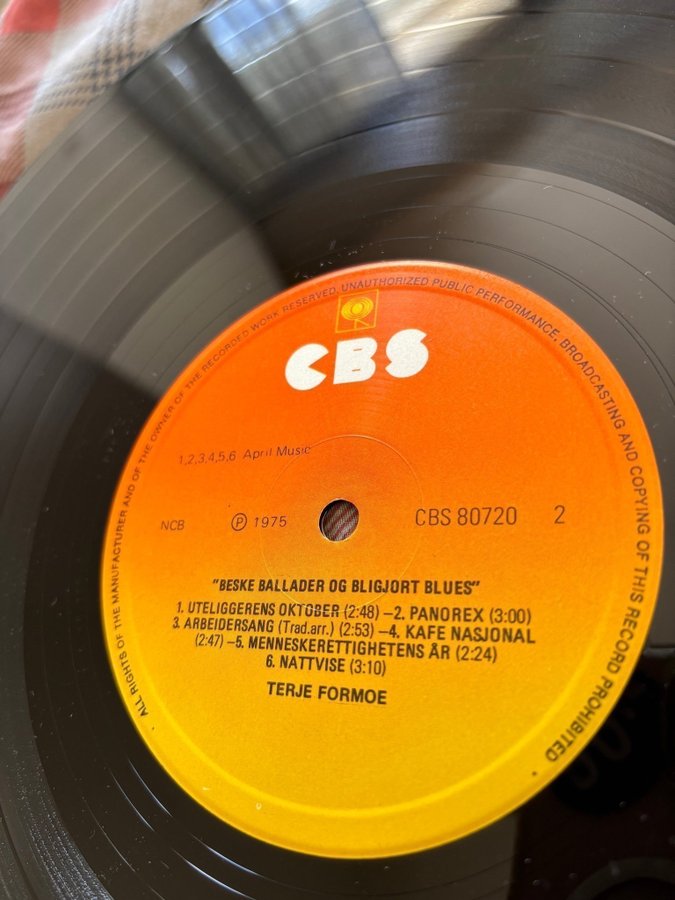 ALL RIGHTS OF THE MANUFACTURER AND OF THE OWNER OF THE RECORDED WORK RESERVED. UNAUTHORIZED PUBLIC PERFORMANCE, BROADCASTING AND COPYING OF THIS RECORD PROHIBITED
CBS
1,2,3,4,5,6 April Music
NCB Ⓟ 1975 CBS 80720 2
"BESKE BALLADER OG BLIGJORT BLUES"
1. UTELIGGERENS OKTOBER (2:48) – 2. PANOREX (3:00)
3. ARBEIDERSANG (Trad.arr.) (2:53) – 4. KAFE NASJONAL
(2:47) – 5. MENNESKERETTIGHETENS ÅR (2:24)
6. NATTVISE (3:10)
TERJE FORMOE